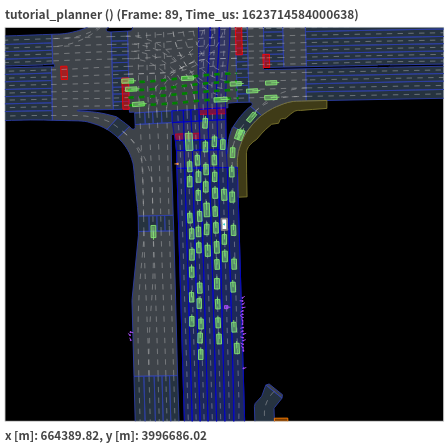 tutorial_planner () (Frame: 89, Time_us: 1623714584000638)
x [m]: 664389.82, y [m]: 3996686.02